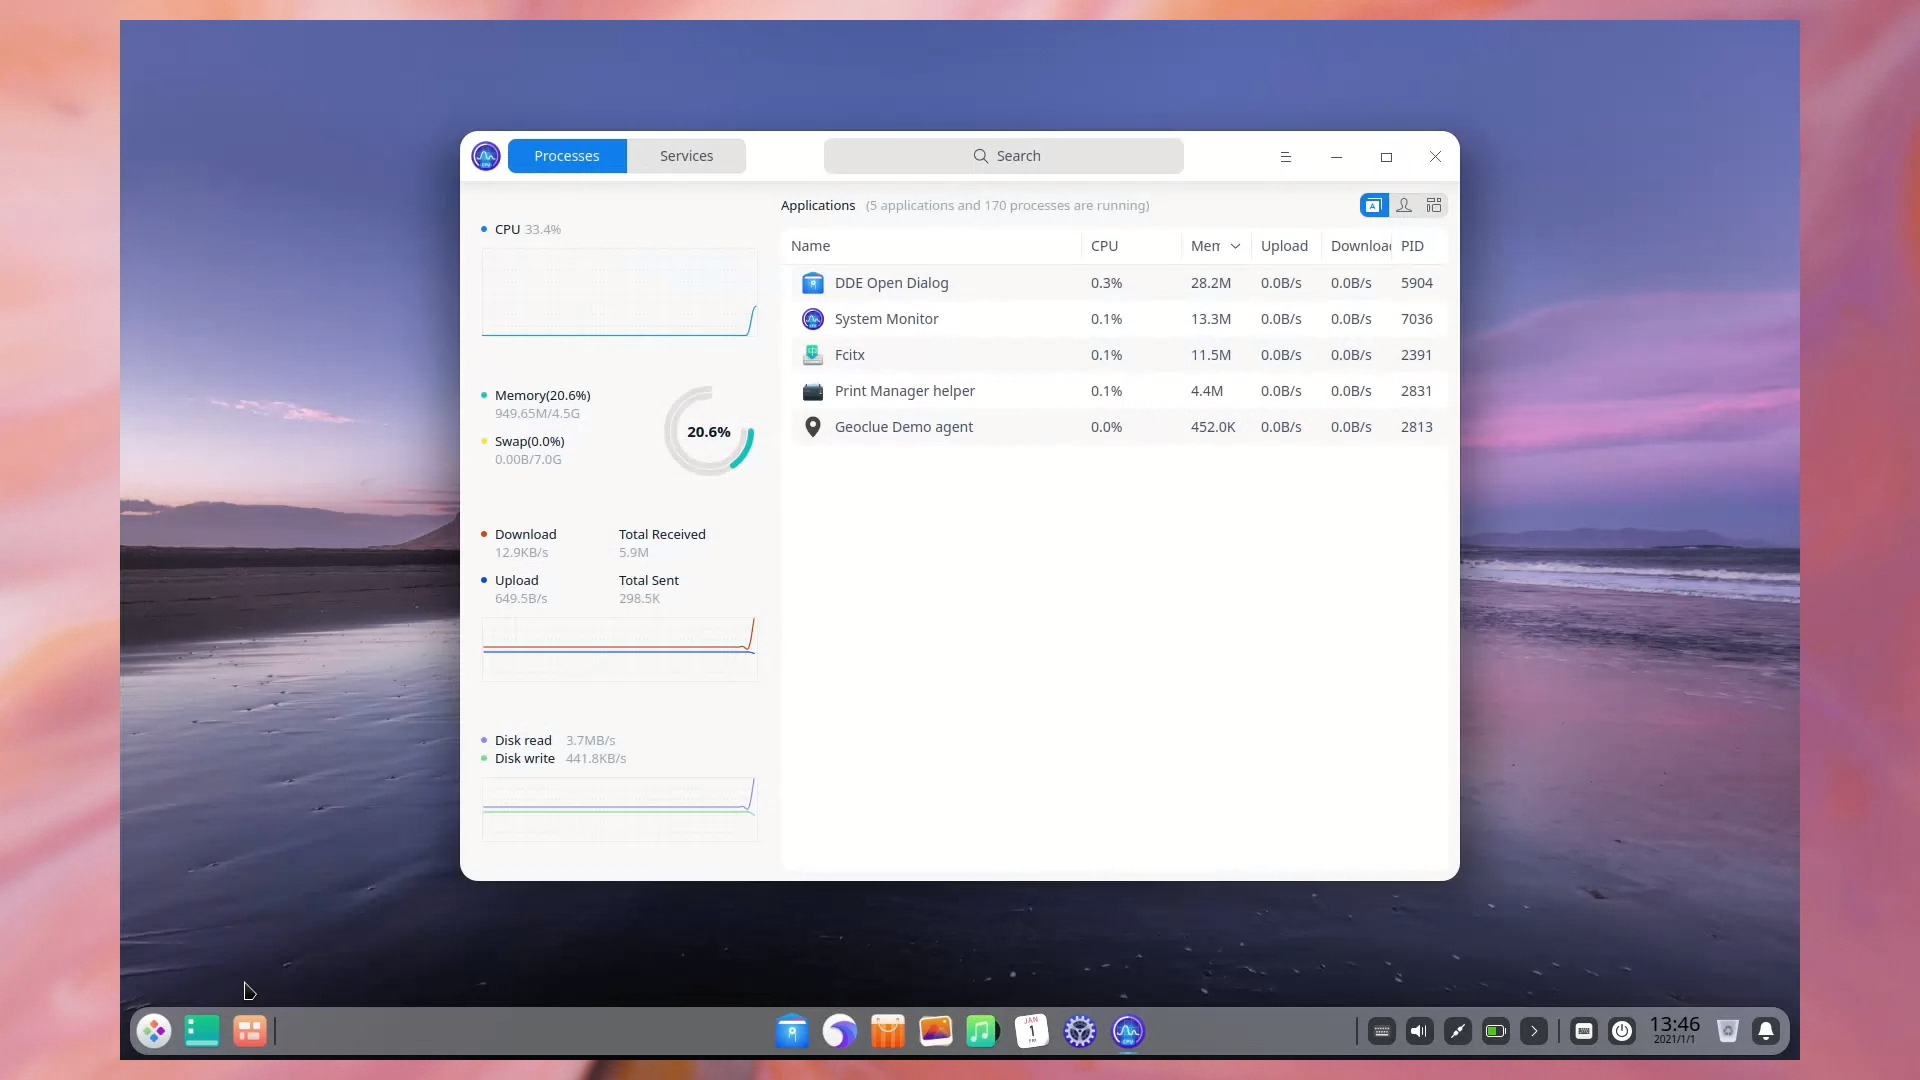 Processes
Services
Search
Applications (5 applications and 170 processes are running)
CPU 33.4%
Name CPU Mem Upload Download PID
DDE Open Dialog 0.3% 28.2M 0.0B/s 0.0B/s 5904
System Monitor 0.1% 13.3M 0.0B/s 0.0B/s 7036
Fcitx 0.1% 11.5M 0.0B/s 0.0B/s 2391
Print Manager helper 0.1% 4.4M 0.0B/s 0.0B/s 2831
Geoclue Demo agent 0.0% 452.0K 0.0B/s 0.0B/s 2813
Memory(20.6%)
949.65M/4.5G
20.6%
Swap(0.0%)
0.00B/7.0G
Download Total Received
12.9KB/s 5.9M
Upload Total Sent
649.5B/s 298.5K
Disk read 3.7MB/s
Disk write 441.8KB/s
JAN
1
CPU
13:46
2021/1/1